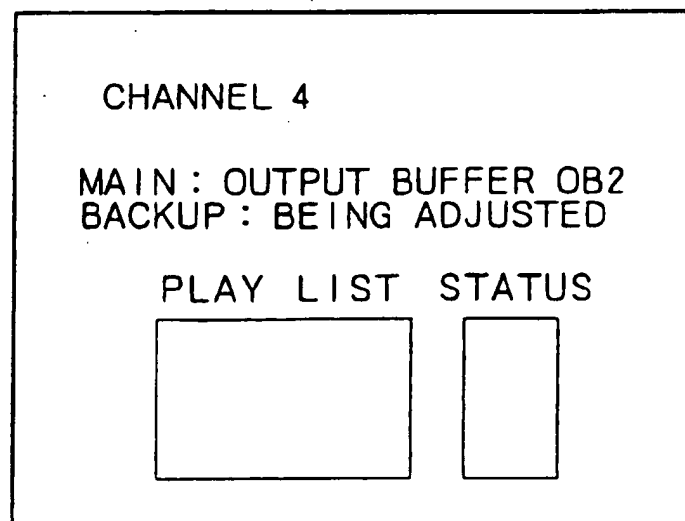 CHANNEL 4
MAIN : OUTPUT BUFFER OB2
BACKUP : BEING ADJUSTED
PLAY LIST STATUS